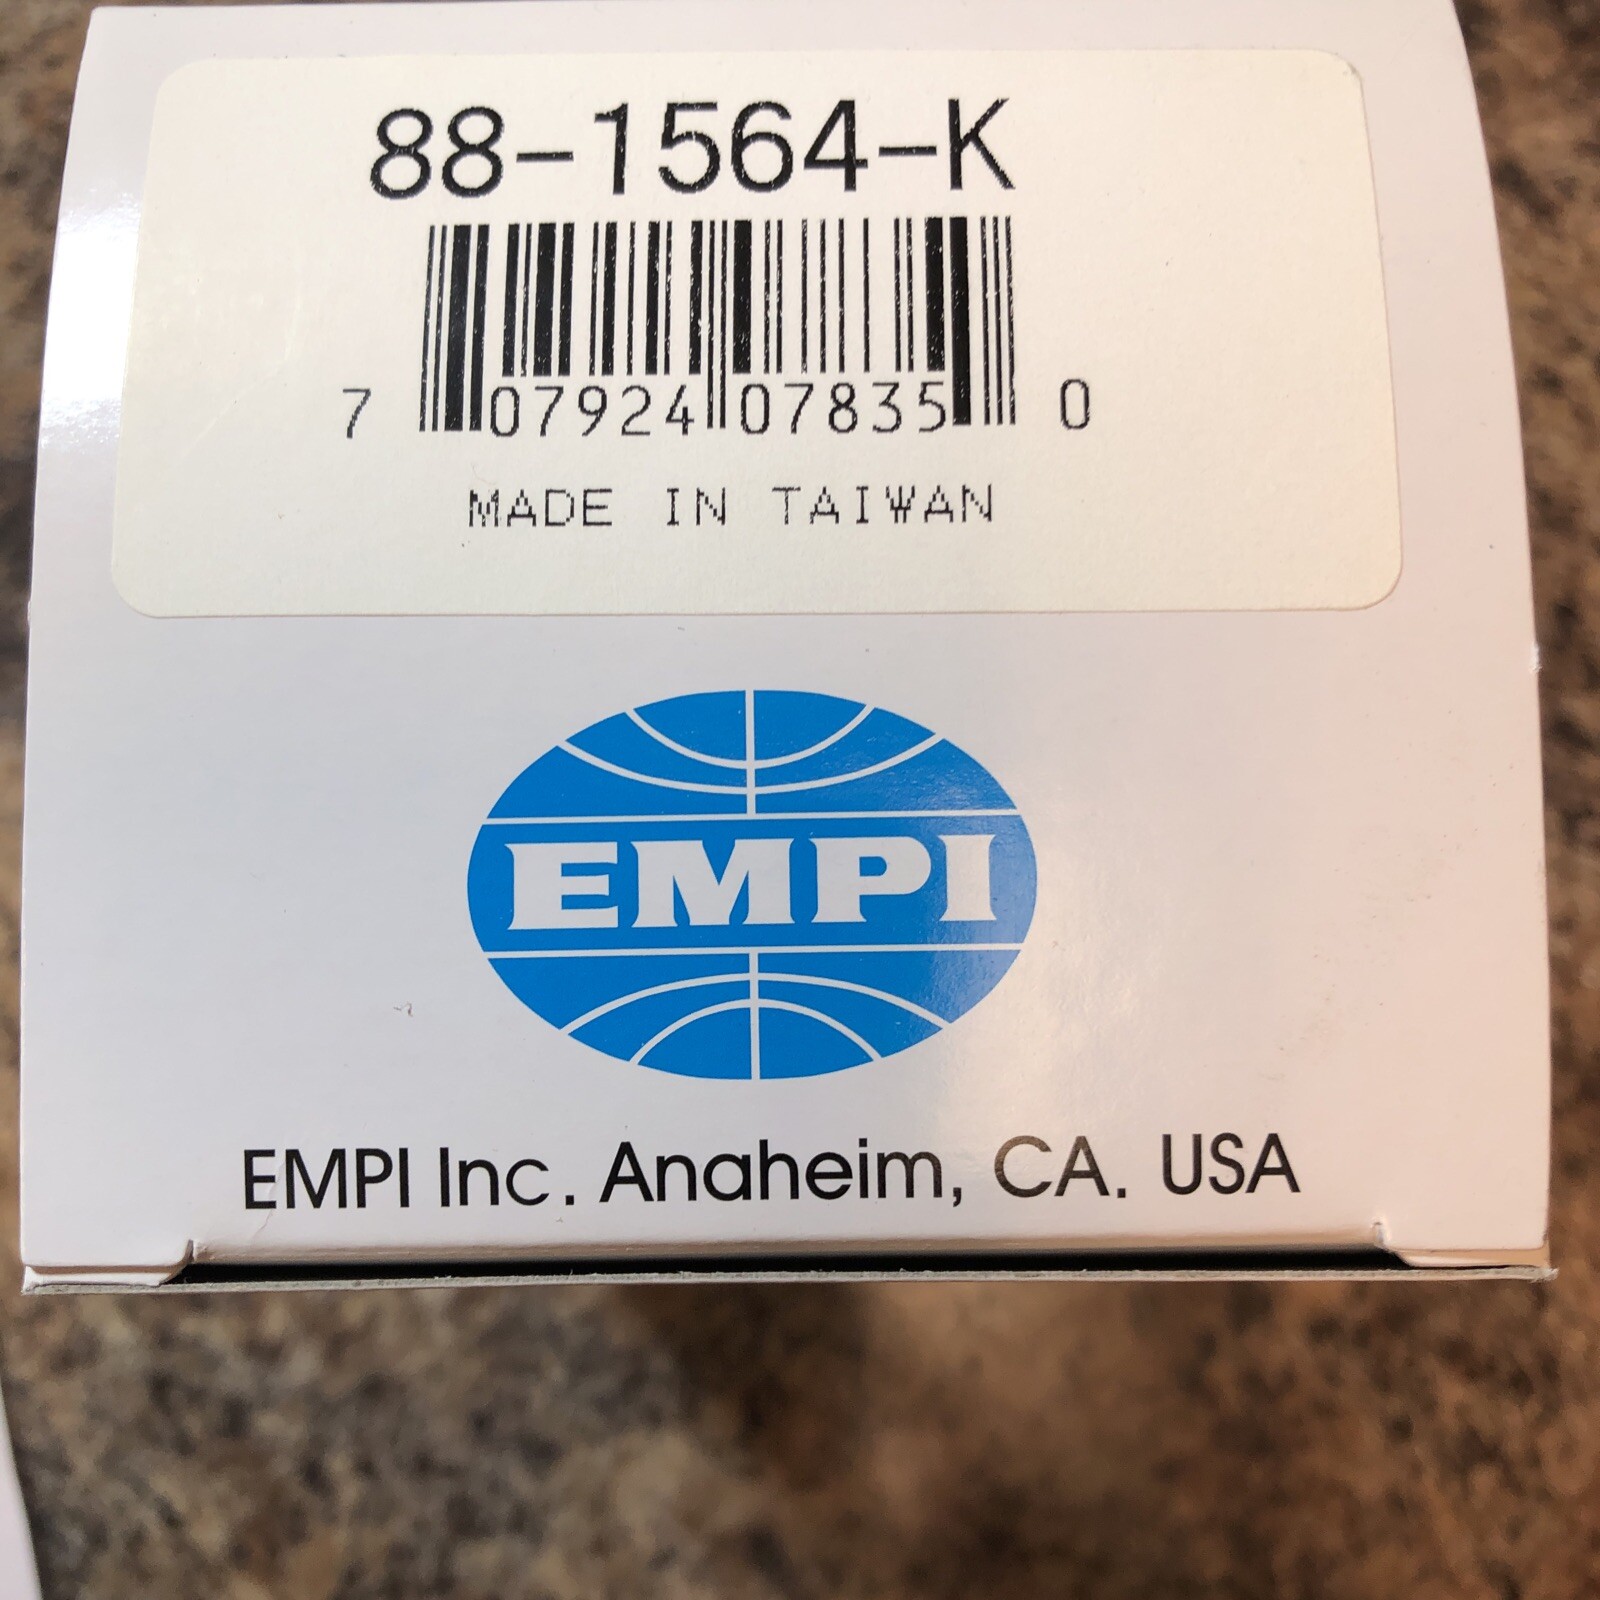 88-1564-K
7 07924 07835 0
MADE IN TAIWAN
EMPI
EMPI Inc. Anaheim, CA. USA